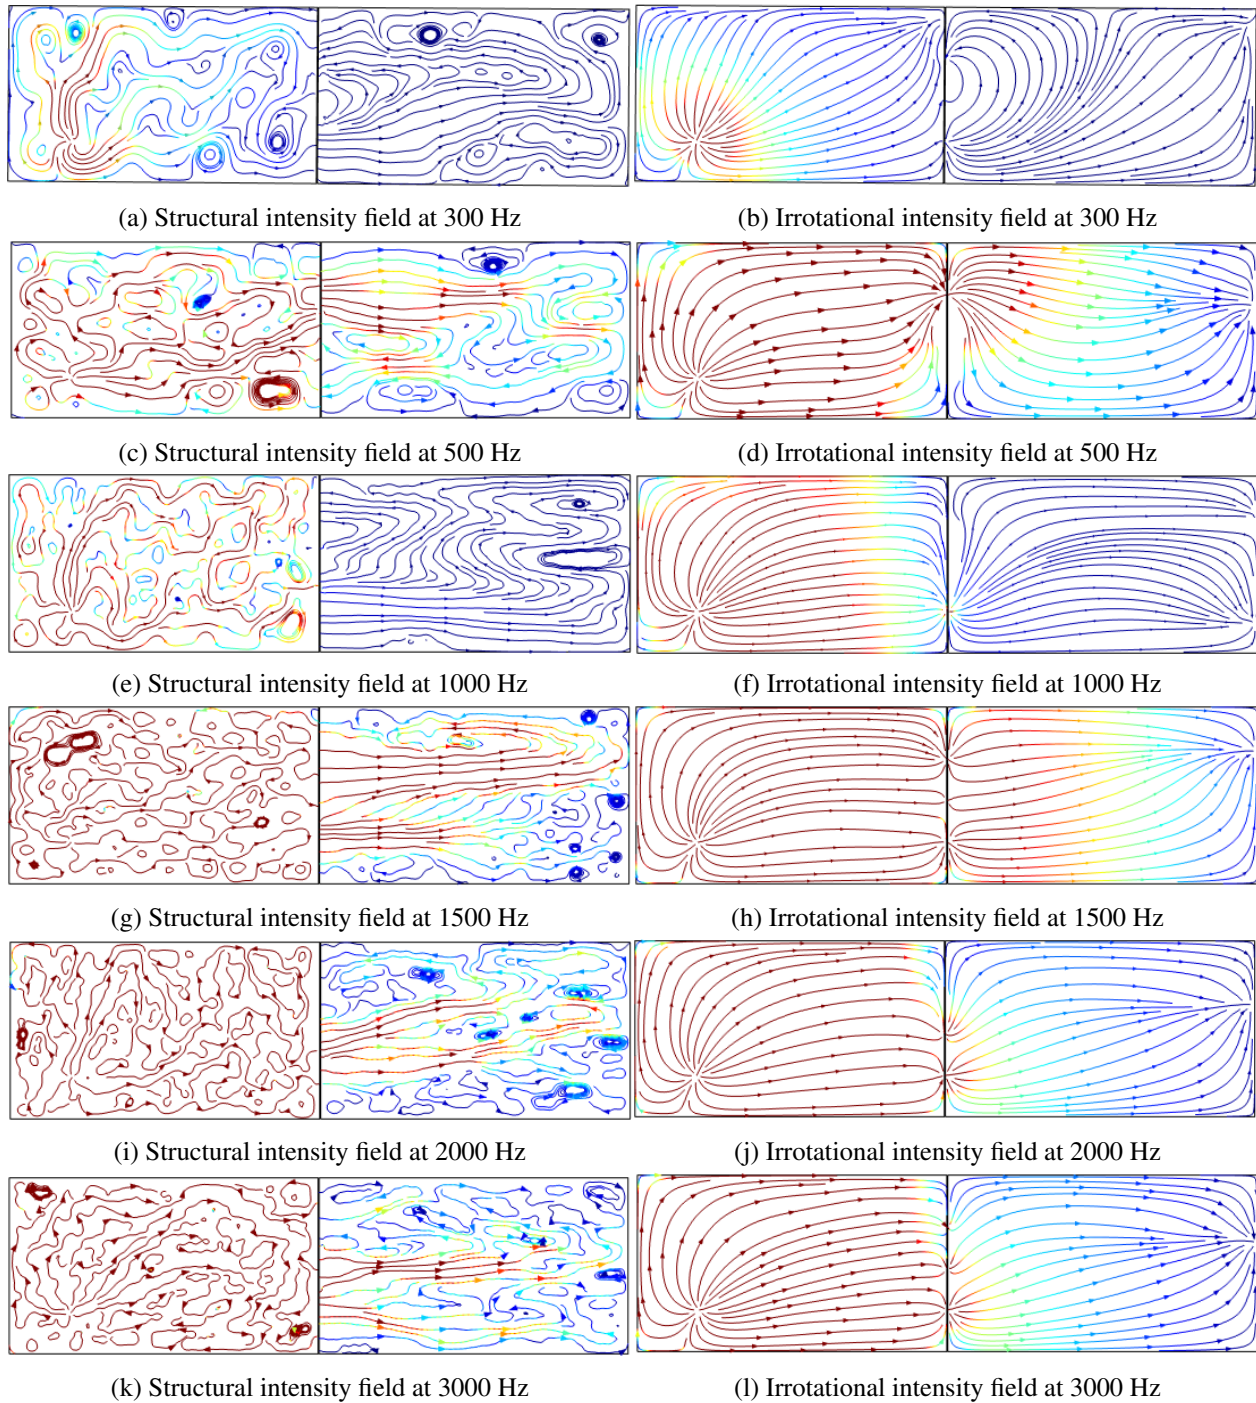 (a) Structural intensity field at 300 Hz
(b) Irrotational intensity field at 300 Hz
(c) Structural intensity field at 500 Hz
(d) Irrotational intensity field at 500 Hz
(e) Structural intensity field at 1000 Hz
(f) Irrotational intensity field at 1000 Hz
(g) Structural intensity field at 1500 Hz
(h) Irrotational intensity field at 1500 Hz
(i) Structural intensity field at 2000 Hz
(j) Irrotational intensity field at 2000 Hz
(k) Structural intensity field at 3000 Hz
(l) Irrotational intensity field at 3000 Hz